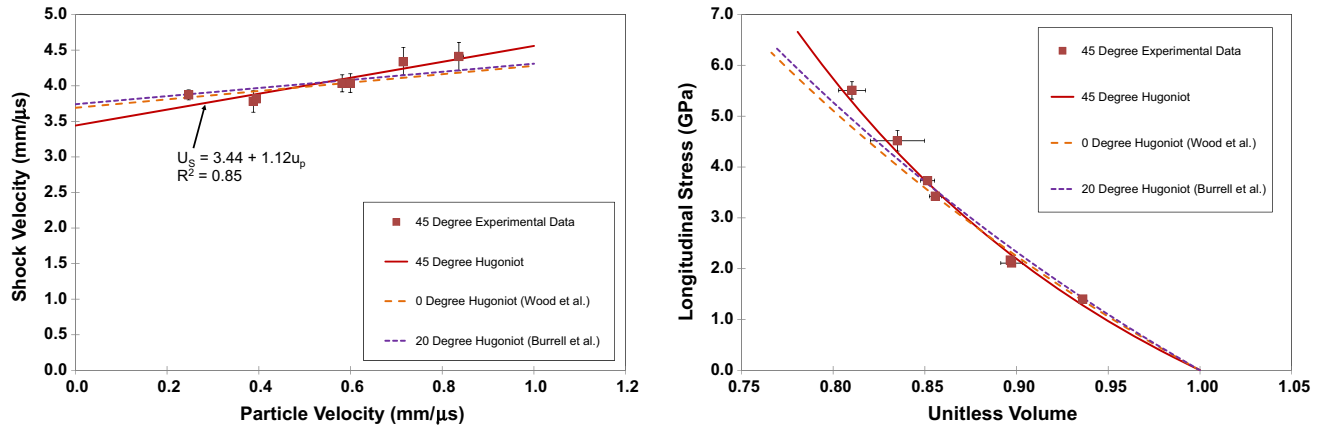 5.0
4.5
4.0
3.5
3.0
2.5
2.0
1.5
1.0
0.5
0.0
0.0
0.2
0.4
0.6
0.8
1.0
1.2
Shock Velocity (mm/μs)
Particle Velocity (mm/μs)
U_S = 3.44 + 1.12u_p
R² = 0.85
45 Degree Experimental Data
45 Degree Hugoniot
0 Degree Hugoniot (Wood et al.)
20 Degree Hugoniot (Burrell et al.)
7.0
6.0
5.0
4.0
3.0
2.0
1.0
0.0
0.75
0.80
0.85
0.90
0.95
1.00
1.05
Longitudinal Stress (GPa)
Unitless Volume
45 Degree Experimental Data
45 Degree Hugoniot
0 Degree Hugoniot (Wood et al.)
20 Degree Hugoniot (Burrell et al.)